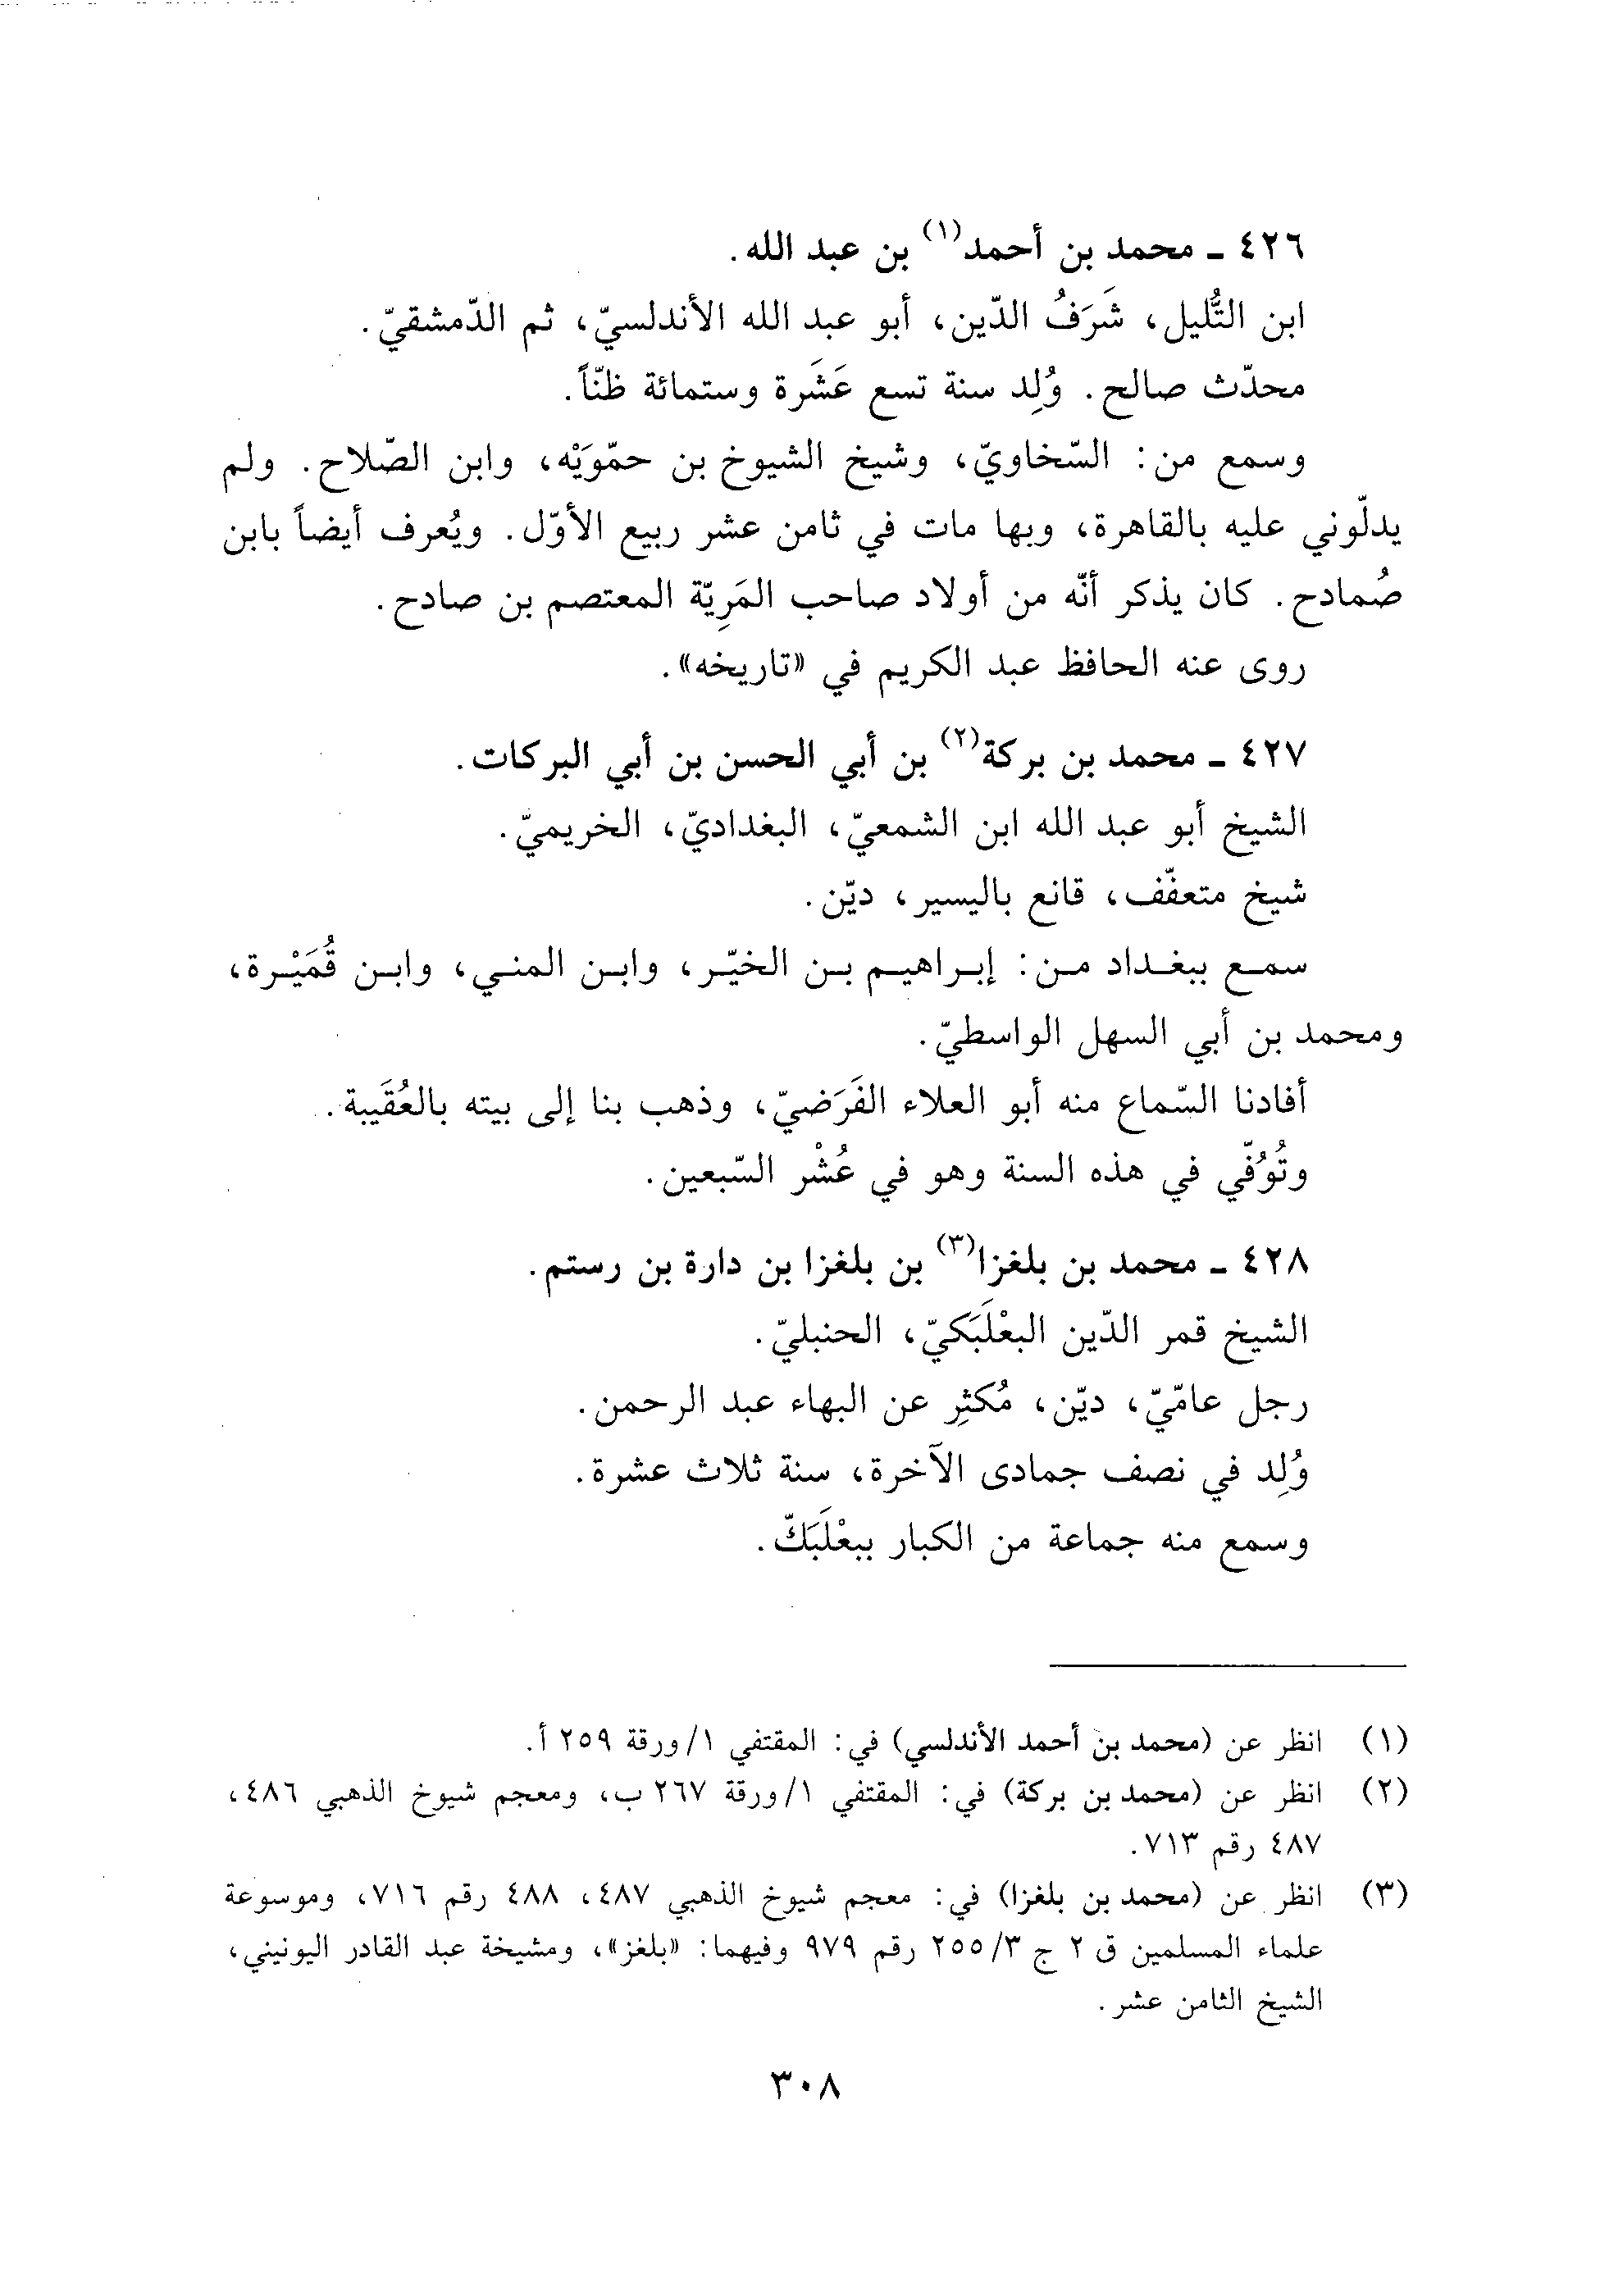 ٤٢٦ ـ محمد بن أحمد(١) بن عبد الله.
ابن التُّليل، شَرَفُ الدّين، أبو عبد الله الأندلسيّ، ثم الدّمشقيّ.
محدّث صالح. وُلِد سنة تسع عَشَرة وستمائة ظنّاً.
وسمع من: السّخاويّ، وشيخ الشيوخ بن حمّويَوْه، وابن الصّلاح. ولم
يدلّوني عليه بالقاهرة، وبها مات في ثامن عشر ربيع الأوّل. ويُعرف أيضاً بابن
صُمادح. كان يذكر أنّه من أولاد صاحب المَرِيّة المعتصم بن صادح.
روى عنه الحافظ عبد الكريم في «تاريخه».
٤٢٧ ـ محمد بن بركة(٢) بن أبي الحسن بن أبي البركات.
الشيخ أبو عبد الله ابن الشمعيّ، البغداديّ، الخريميّ.
شيخ متعفّف، قانع باليسير، ديّن.
سمع ببغداد من: إبراهيم بن الخيّر، وابن المني، وابن قُمَيْرة،
ومحمد بن أبي السهل الواسطيّ.
أفادنا السّماع منه أبو العلاء الفَرَضيّ، وذهب بنا إلى بيته بالعُقَيبة.
وتُوُفّي في هذه السنة وهو في عُشْر السّبعين.
٤٢٨ ـ محمد بن بلغزا(٣) بن بلغزا بن دارة بن رستم.
الشيخ قمر الدّين البعْلَبَكيّ، الحنبليّ.
رجل عامّيّ، ديّن، مُكثِر عن البهاء عبد الرحمن.
وُلِد في نصف جمادى الآخرة، سنة ثلاث عشرة.
وسمع منه جماعة من الكبار ببعْلَبَكّ.
(١) انظر عن (محمد بن أحمد الأندلسي) في: المقتفي ١/ورقة ٢٥٩ أ.
(٢) انظر عن (محمد بن بركة) في: المقتفي ١/ورقة ٢٦٧ ب، ومعجم شيوخ الذهبي ٤٨٦،
٤٨٧ رقم ٧١٣.
(٣) انظر عن (محمد بن بلغزا) في: معجم شيوخ الذهبي ٤٨٧، ٤٨٨ رقم ٧١٦، وموسوعة
علماء المسلمين ق ٢ ج ٢٥٥/٣ رقم ٩٧٩ وفيهما: «بلغز»، ومشيخة عبد القادر اليونيني،
الشيخ الثامن عشر.
٣٠٨